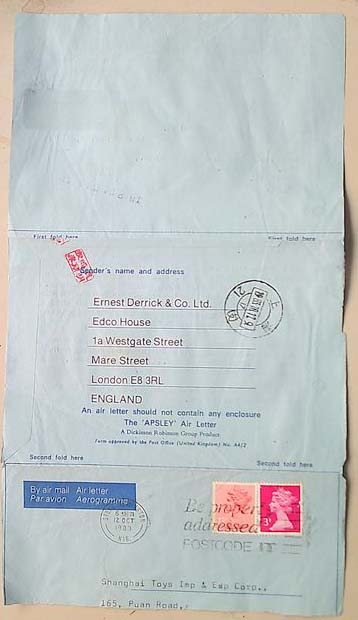 First fold here
First fold here
Sender's name and address
Ernest Derrick & Co. Ltd.
Edco House
1a Westgate Street
Mare Street
London E8 3RL
ENGLAND
An air letter should not contain any enclosure
The 'APSLEY' Air Letter
A Dickinson Robinson Group Product
Form approved by the Post Office (United Kingdom) No. A4/2
Second fold here
Second fold here
By air mail Air letter
Par avion Aerogramme
12 OCT
Be properly
addressed
POSTCODE IT
Shanghai Toys Imp & Exp Corp.,
165, Puan Road,